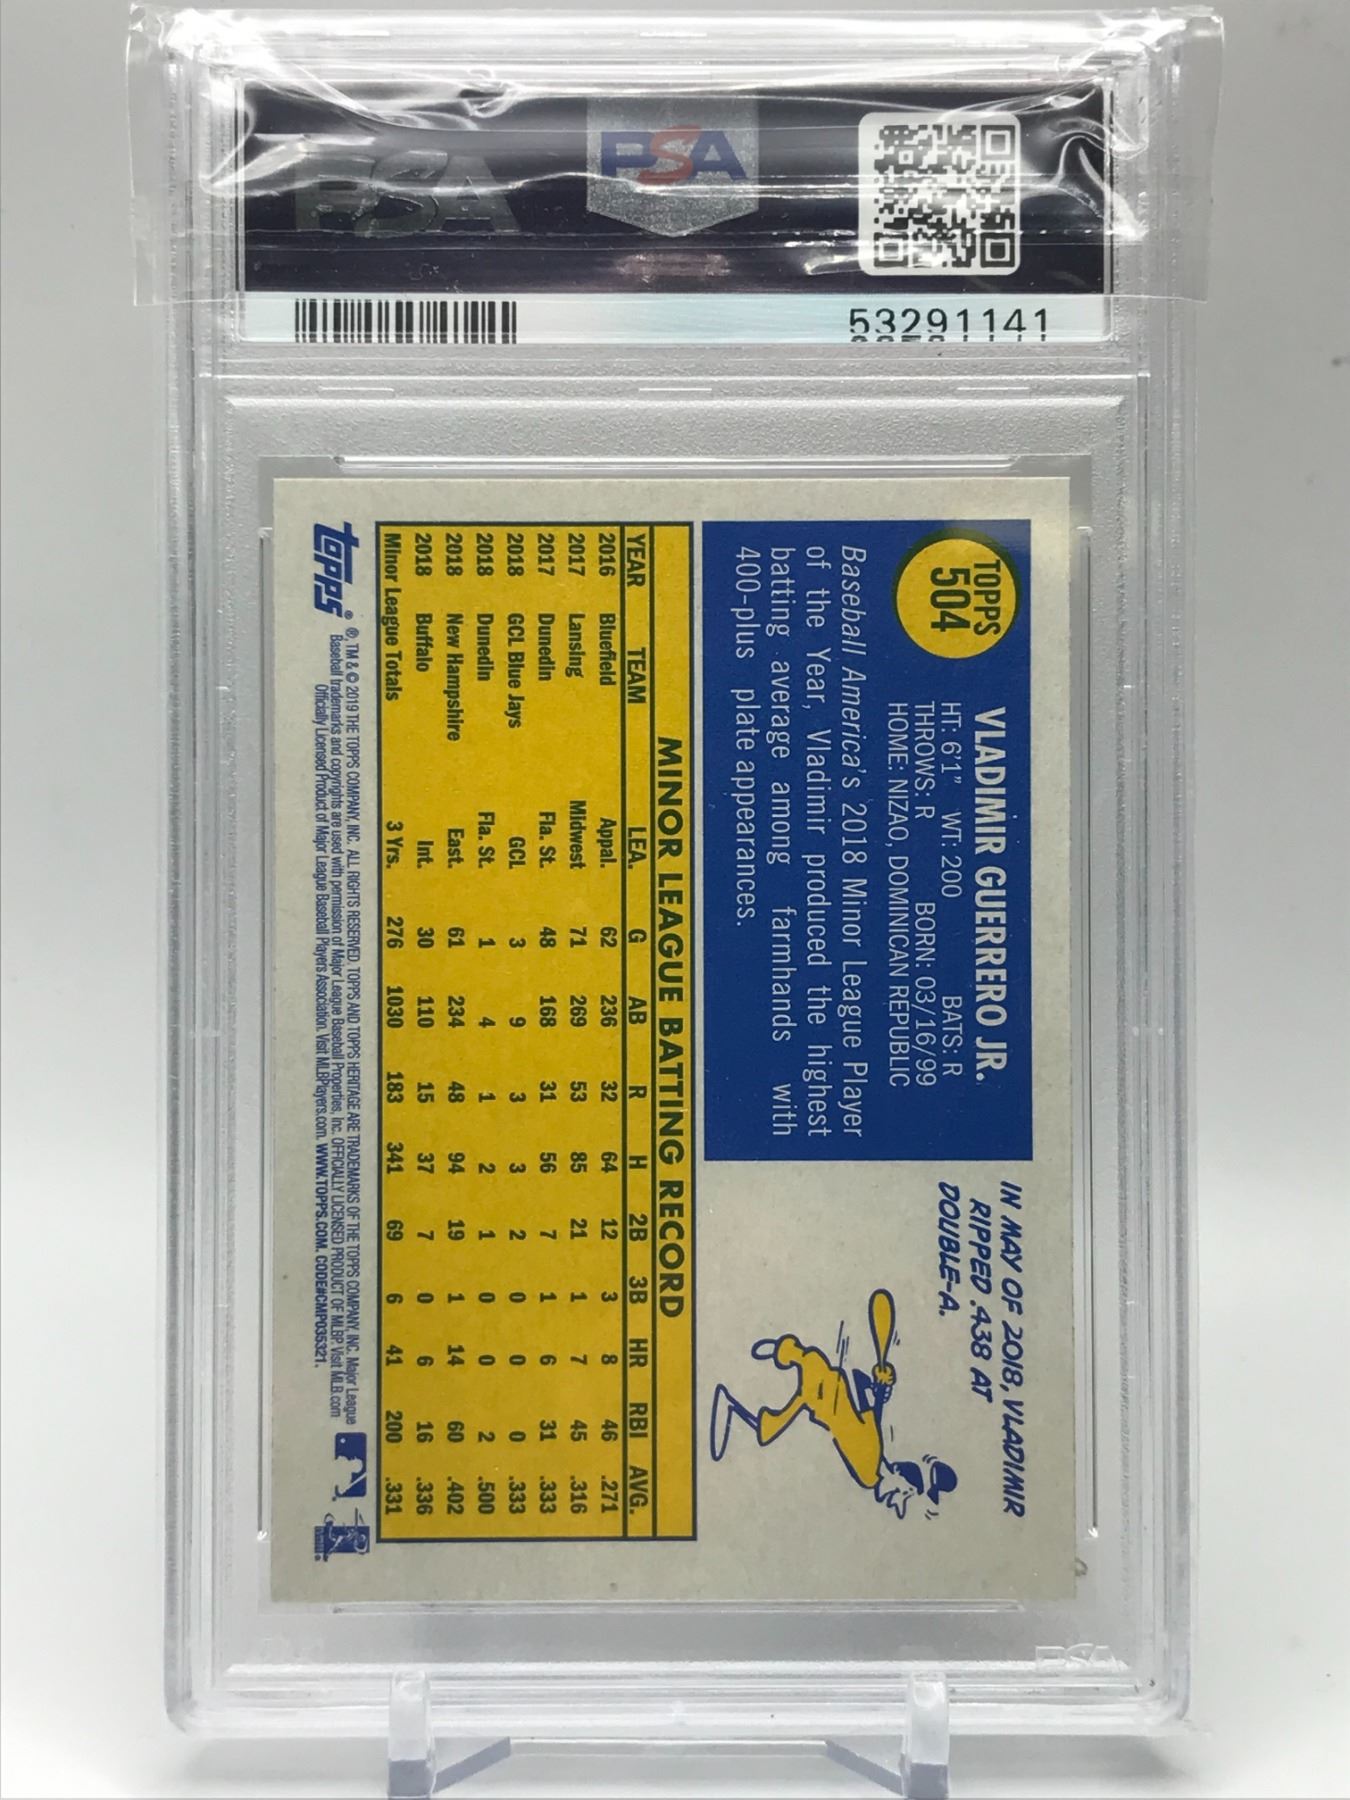 PSA
PSA
53291141
TOPPS
504
VLADIMIR GUERRERO JR.
HT: 6'1" WT: 200 BATS: R
THROWS: R BORN: 03/16/99
HOME: NIZAO, DOMINICAN REPUBLIC
Baseball America's 2018 Minor League Player
of the Year, Vladimir produced the highest
batting average among farmhands with
400-plus plate appearances.
IN MAY OF 2018, VLADIMIR
RIPPED .438 AT
DOUBLE-A.
MINOR LEAGUE BATTING RECORD
YEAR TEAM LEA. G AB R H 2B 3B HR RBI AVG.
2016 Bluefield Appal. 62 236 32 64 12 3 8 46 .271
2017 Lansing Midwest 71 269 53 85 21 1 7 45 .316
2017 Dunedin Fla. St. 48 168 31 56 7 1 6 31 .333
2018 GCL Blue Jays GCL 3 9 3 3 2 0 0 0 .333
2018 Dunedin Fla. St. 1 4 1 2 1 0 0 2 .500
2018 New Hampshire East. 61 234 48 94 19 1 14 60 .402
2018 Buffalo Int. 30 110 15 37 7 0 6 16 .336
Minor League Totals 3 Yrs. 276 1030 183 341 69 6 41 200 .331
topps®
®, TM & © 2019 THE TOPPS COMPANY, INC. ALL RIGHTS RESERVED. TOPPS AND TOPPS HERITAGE ARE TRADEMARKS OF THE TOPPS COMPANY, INC. Major League
Baseball trademarks and copyrights are used with permission of Major League Baseball Properties, Inc. OFFICIALLY LICENSED PRODUCT OF MLBP. Visit MLB.com
Officially Licensed Product of Major League Baseball Players Association. Visit MLBPlayers.com. WWW.TOPPS.COM. CODE#CMP035321.
PSA